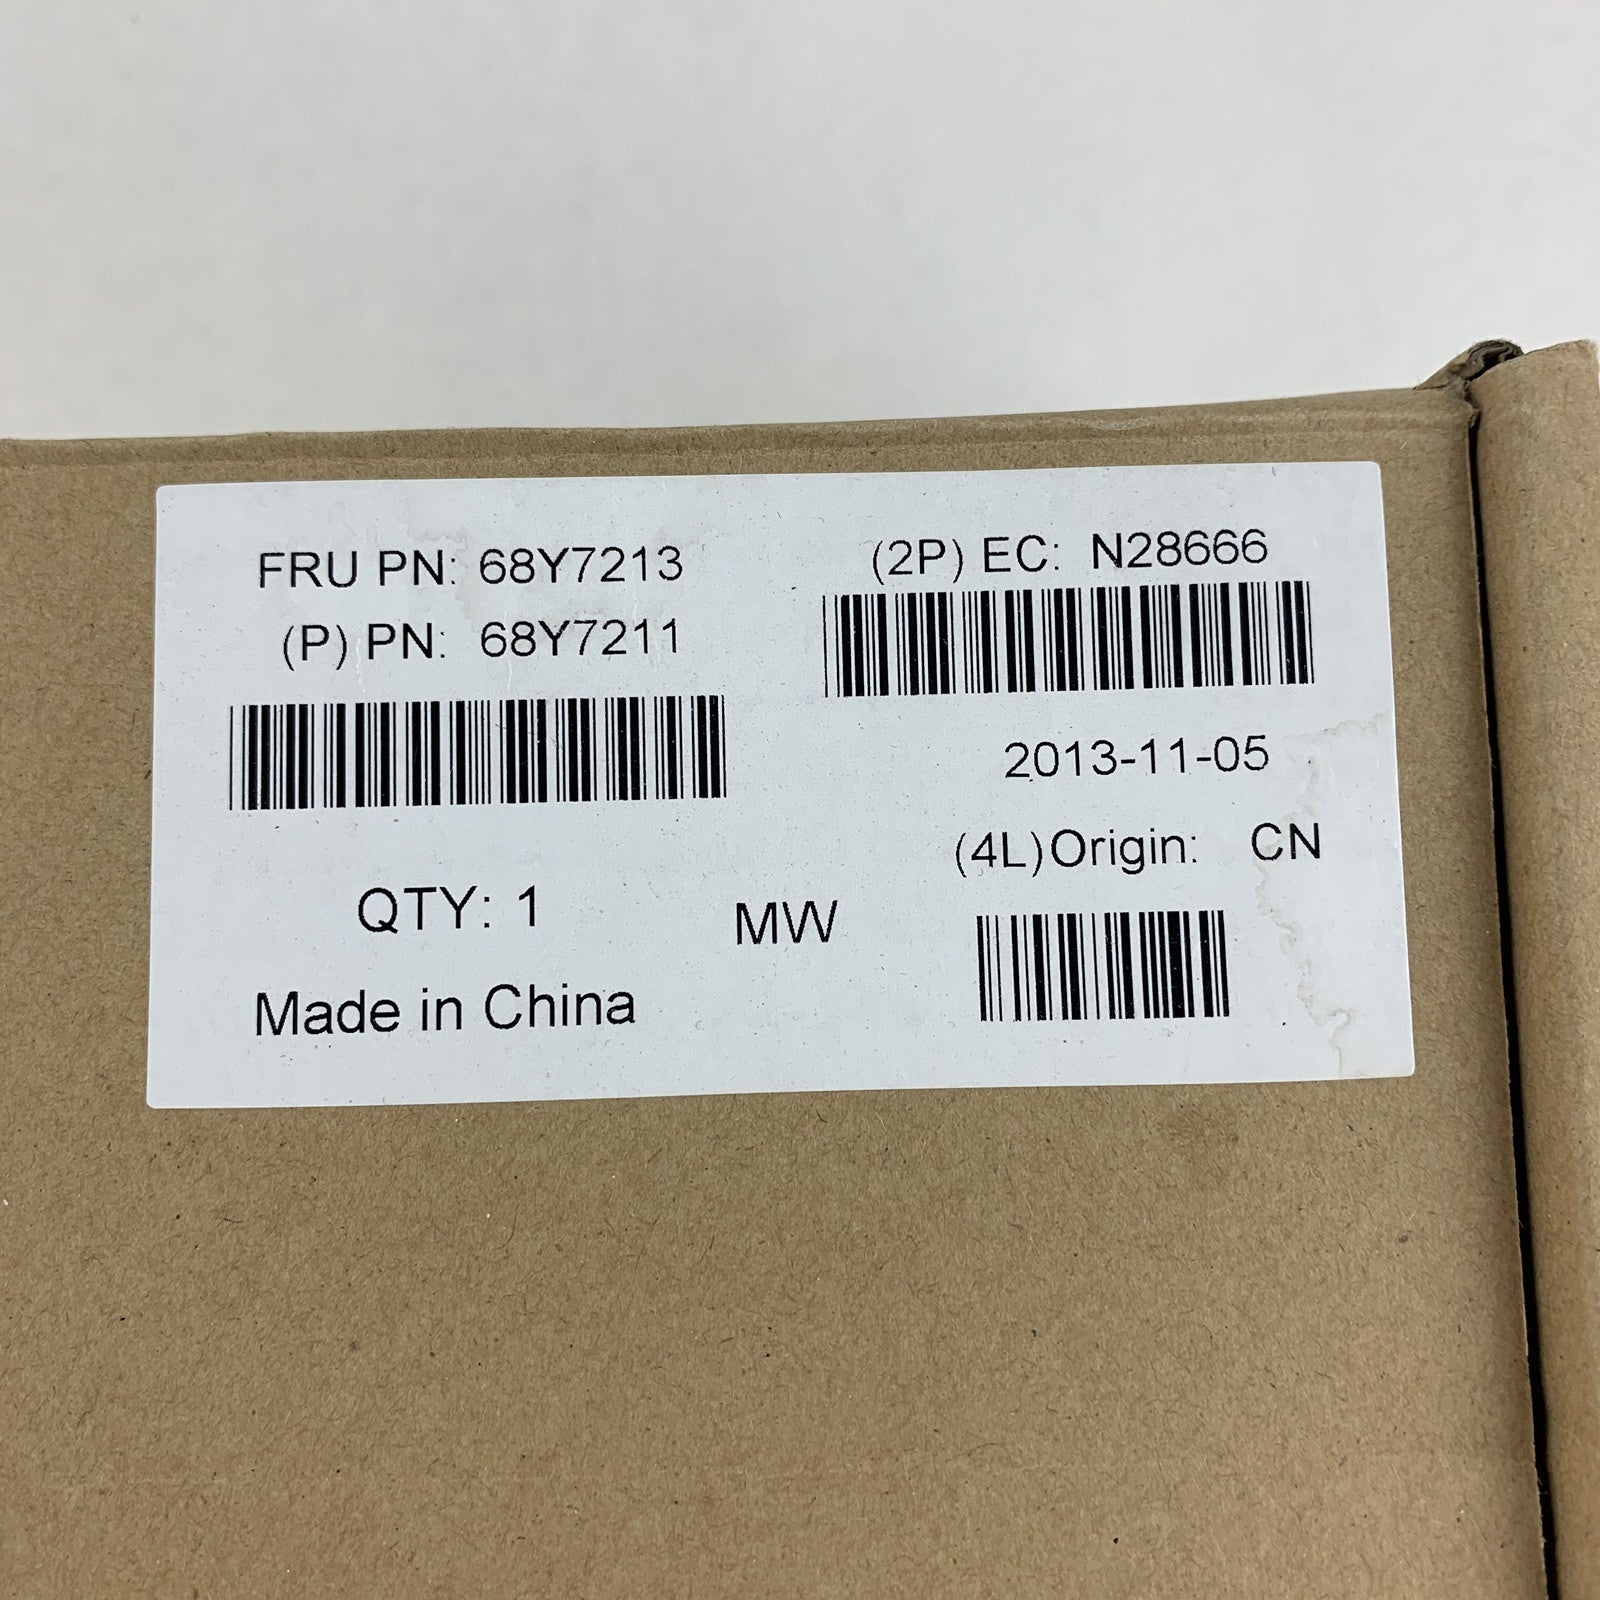 FRU PN: 68Y7213
(P) PN: 68Y7211
(2P) EC: N28666
2013-11-05
(4L)Origin: CN
QTY: 1
MW
Made in China